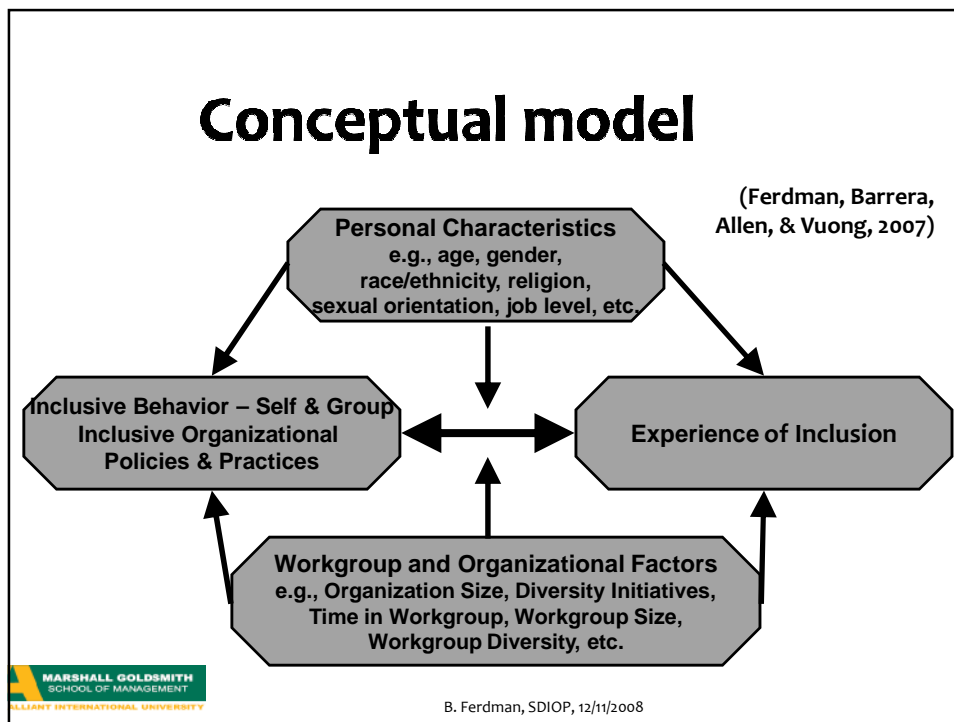 Conceptual model
(Ferdman, Barrera,
Allen, & Vuong, 2007)
Personal Characteristics
e.g., age, gender,
race/ethnicity, religion,
sexual orientation, job level, etc.
Inclusive Behavior – Self & Group
Inclusive Organizational
Policies & Practices
Experience of Inclusion
Workgroup and Organizational Factors
e.g., Organization Size, Diversity Initiatives,
Time in Workgroup, Workgroup Size,
Workgroup Diversity, etc.
A MARSHALL GOLDSMITH
SCHOOL OF MANAGEMENT
ALLIANT INTERNATIONAL UNIVERSITY
B. Ferdman, SDIOP, 12/11/2008